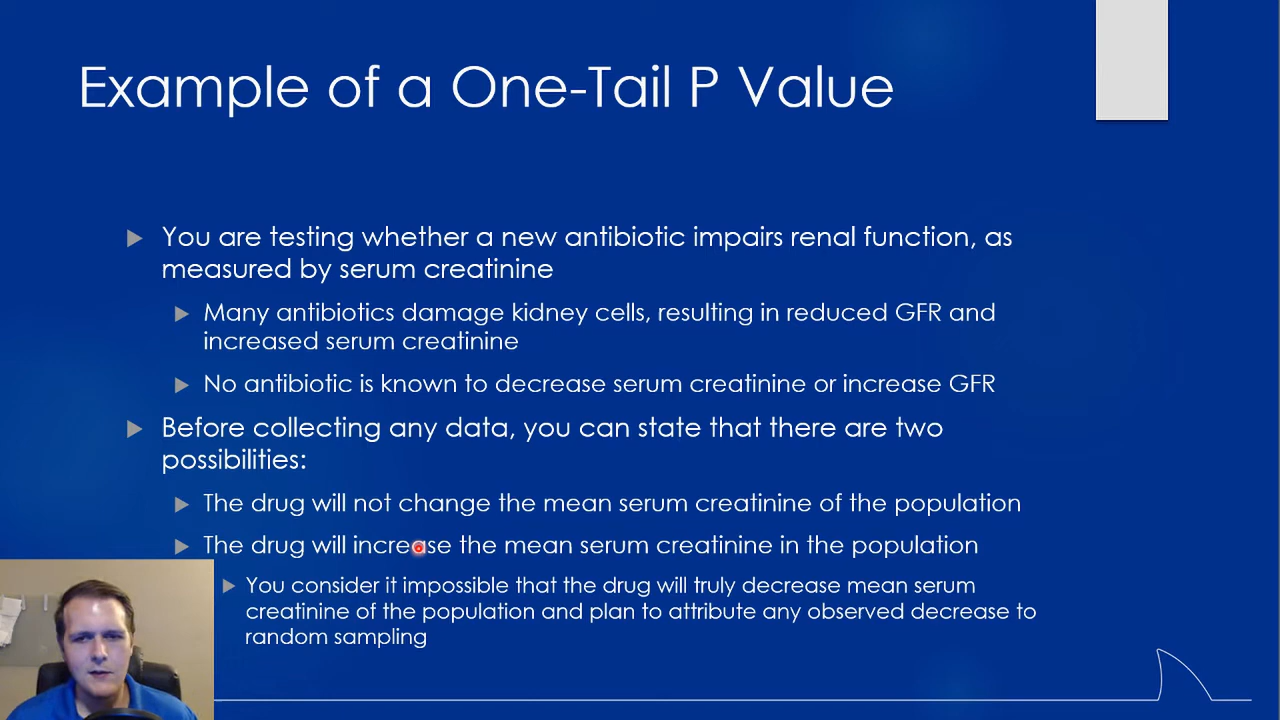 Example of a One-Tail P Value
You are testing whether a new antibiotic impairs renal function, as
measured by serum creatinine
Many antibiotics damage kidney cells, resulting in reduced GFR and
increased serum creatinine
No antibiotic is known to decrease serum creatinine or increase GFR
Before collecting any data, you can state that there are two
possibilities:
The drug will not change the mean serum creatinine of the population
The drug will increase the mean serum creatinine in the population
You consider it impossible that the drug will truly decrease mean serum
creatinine of the population and plan to attribute any observed decrease to
random sampling